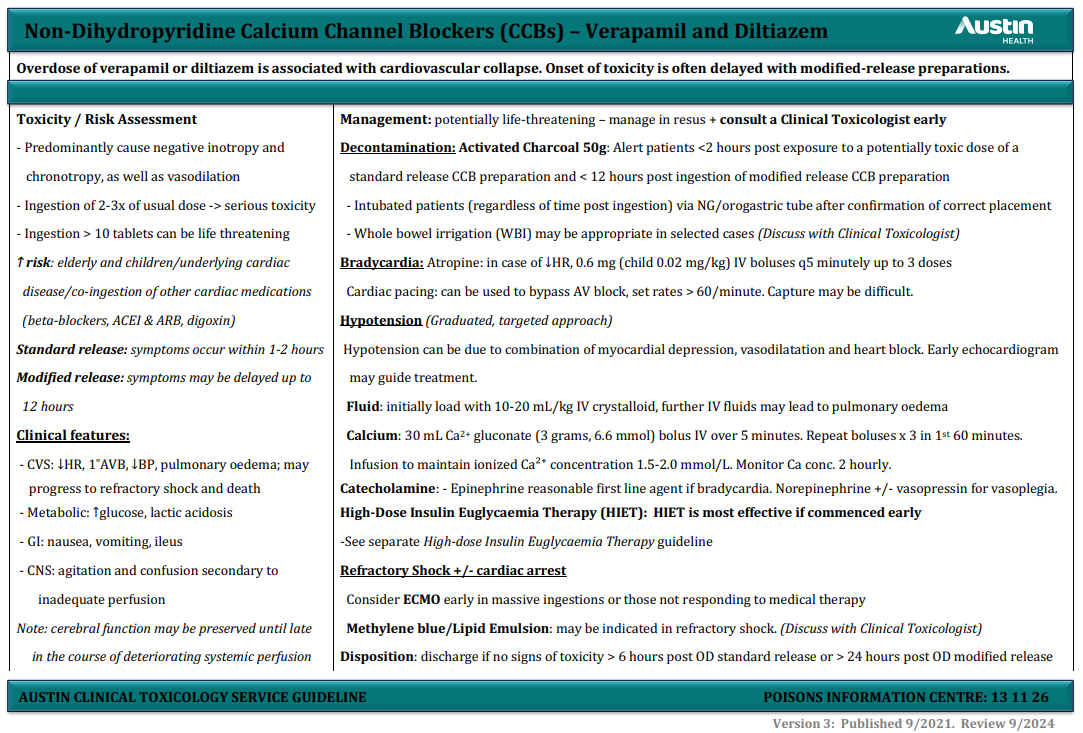 Non-Dihydropyridine Calcium Channel Blockers (CCBs) – Verapamil and Diltiazem
Austin
HEALTH
Overdose of verapamil or diltiazem is associated with cardiovascular collapse. Onset of toxicity is often delayed with modified-release preparations.
Toxicity / Risk Assessment
- Predominantly cause negative inotropy and
chronotropy, as well as vasodilation
- Ingestion of 2-3x of usual dose -> serious toxicity
- Ingestion > 10 tablets can be life threatening
↑risk: elderly and children/underlying cardiac
disease/co-ingestion of other cardiac medications
(beta-blockers, ACEI & ARB, digoxin)
Standard release: symptoms occur within 1-2 hours
Modified release: symptoms may be delayed up to
12 hours
Clinical features:
- CVS: ↓HR, 1°AVB, ↓BP, pulmonary oedema; may
progress to refractory shock and death
- Metabolic: ↑glucose, lactic acidosis
- GI: nausea, vomiting, ileus
- CNS: agitation and confusion secondary to
inadequate perfusion
Note: cerebral function may be preserved until late
in the course of deteriorating systemic perfusion
Management: potentially life-threatening – manage in resus + consult a Clinical Toxicologist early
Decontamination: Activated Charcoal 50g: Alert patients <2 hours post exposure to a potentially toxic dose of a
standard release CCB preparation and < 12 hours post ingestion of modified release CCB preparation
- Intubated patients (regardless of time post ingestion) via NG/orogastric tube after confirmation of correct placement
- Whole bowel irrigation (WBI) may be appropriate in selected cases (Discuss with Clinical Toxicologist)
Bradycardia: Atropine: in case of ↓HR, 0.6 mg (child 0.02 mg/kg) IV boluses q5 minutely up to 3 doses
Cardiac pacing: can be used to bypass AV block, set rates > 60/minute. Capture may be difficult.
Hypotension (Graduated, targeted approach)
Hypotension can be due to combination of myocardial depression, vasodilatation and heart block. Early echocardiogram
may guide treatment.
Fluid: initially load with 10-20 mL/kg IV crystalloid, further IV fluids may lead to pulmonary oedema
Calcium: 30 mL Ca²⁺ gluconate (3 grams, 6.6 mmol) bolus IV over 5 minutes. Repeat boluses x 3 in 1st 60 minutes.
Infusion to maintain ionized Ca²⁺ concentration 1.5-2.0 mmol/L. Monitor Ca conc. 2 hourly.
Catecholamine: - Epinephrine reasonable first line agent if bradycardia. Norepinephrine +/- vasopressin for vasoplegia.
High-Dose Insulin Euglycaemia Therapy (HIET): HIET is most effective if commenced early
-See separate High-dose Insulin Euglycaemia Therapy guideline
Refractory Shock +/- cardiac arrest
Consider ECMO early in massive ingestions or those not responding to medical therapy
Methylene blue/Lipid Emulsion: may be indicated in refractory shock. (Discuss with Clinical Toxicologist)
Disposition: discharge if no signs of toxicity > 6 hours post OD standard release or > 24 hours post OD modified release
AUSTIN CLINICAL TOXICOLOGY SERVICE GUIDELINE
POISONS INFORMATION CENTRE: 13 11 26
Version 3: Published 9/2021. Review 9/2024